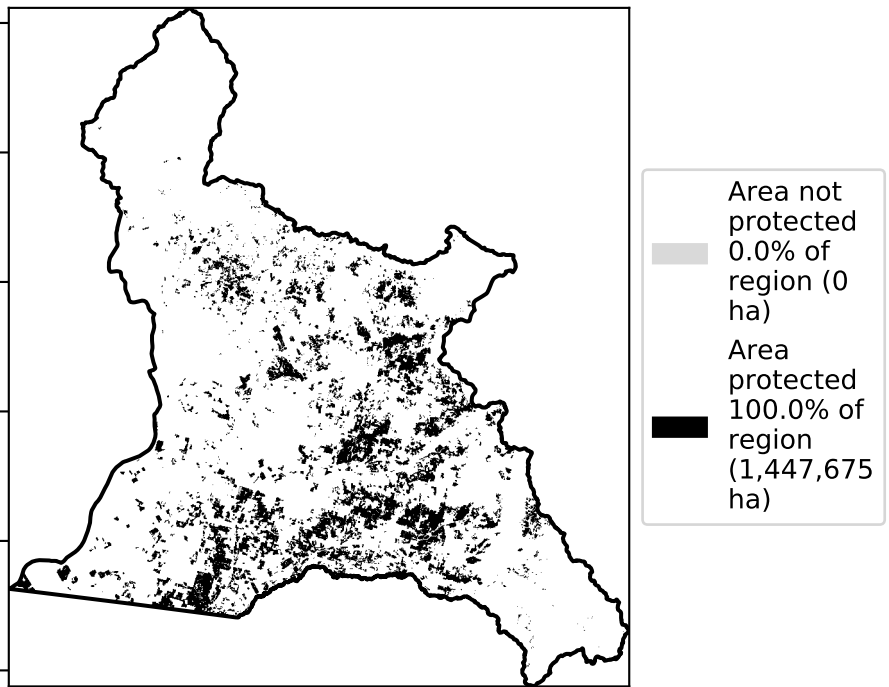 Area not
protected
0.0% of
region (0
ha)
Area
protected
100.0% of
region
(1,447,675
ha)